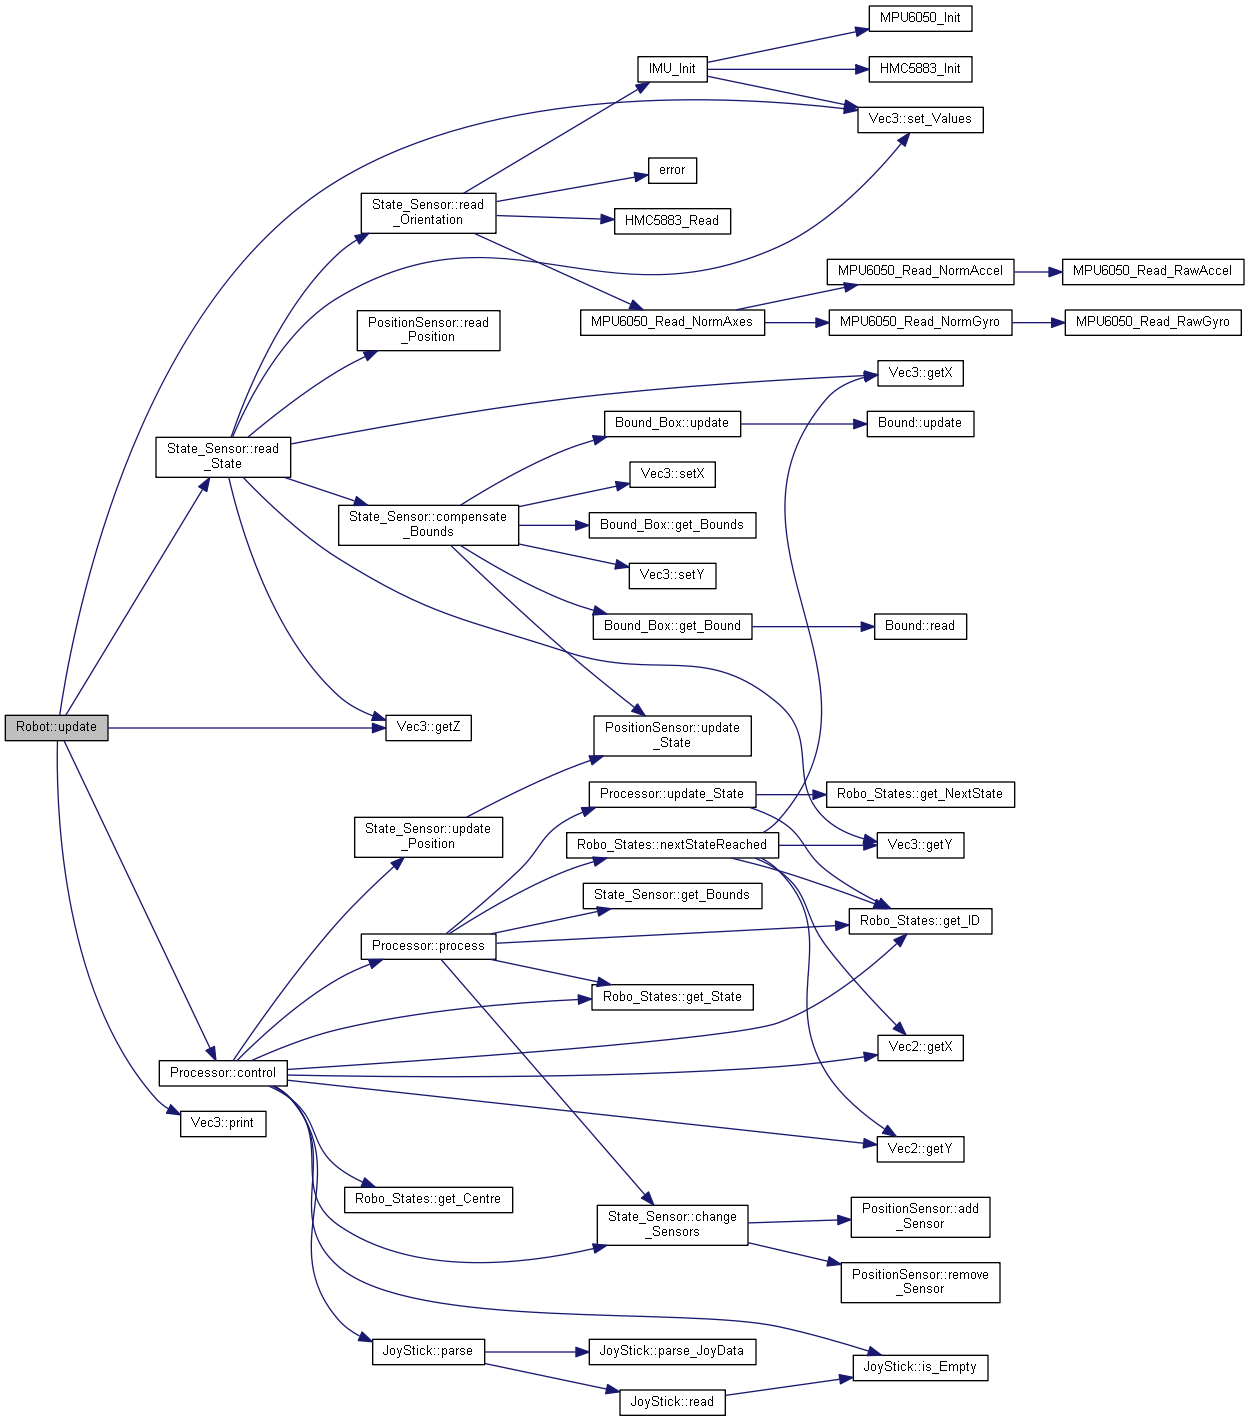 MPU6050_Init
IMU_Init
HMC5883_Init
Vec3::set_Values
error
State_Sensor::read
_Orientation
HMC5883_Read
MPU6050_Read_NormAccel
MPU6050_Read_RawAccel
PositionSensor::read
_Position
MPU6050_Read_NormAxes
MPU6050_Read_NormGyro
MPU6050_Read_RawGyro
Vec3::getX
Bound_Box::update
Bound::update
State_Sensor::read
_State
Vec3::setX
State_Sensor::compensate
_Bounds
Bound_Box::get_Bounds
Vec3::setY
Bound_Box::get_Bound
Bound::read
Robot::update
Vec3::getZ
PositionSensor::update
_State
Processor::update_State
Robo_States::get_NextState
State_Sensor::update
_Position
Robo_States::nextStateReached
Vec3::getY
State_Sensor::get_Bounds
Robo_States::get_ID
Processor::process
Robo_States::get_State
Vec2::getX
Processor::control
Vec3::print
Vec2::getY
Robo_States::get_Centre
State_Sensor::change
_Sensors
PositionSensor::add
_Sensor
PositionSensor::remove
_Sensor
JoyStick::parse
JoyStick::parse_JoyData
JoyStick::is_Empty
JoyStick::read